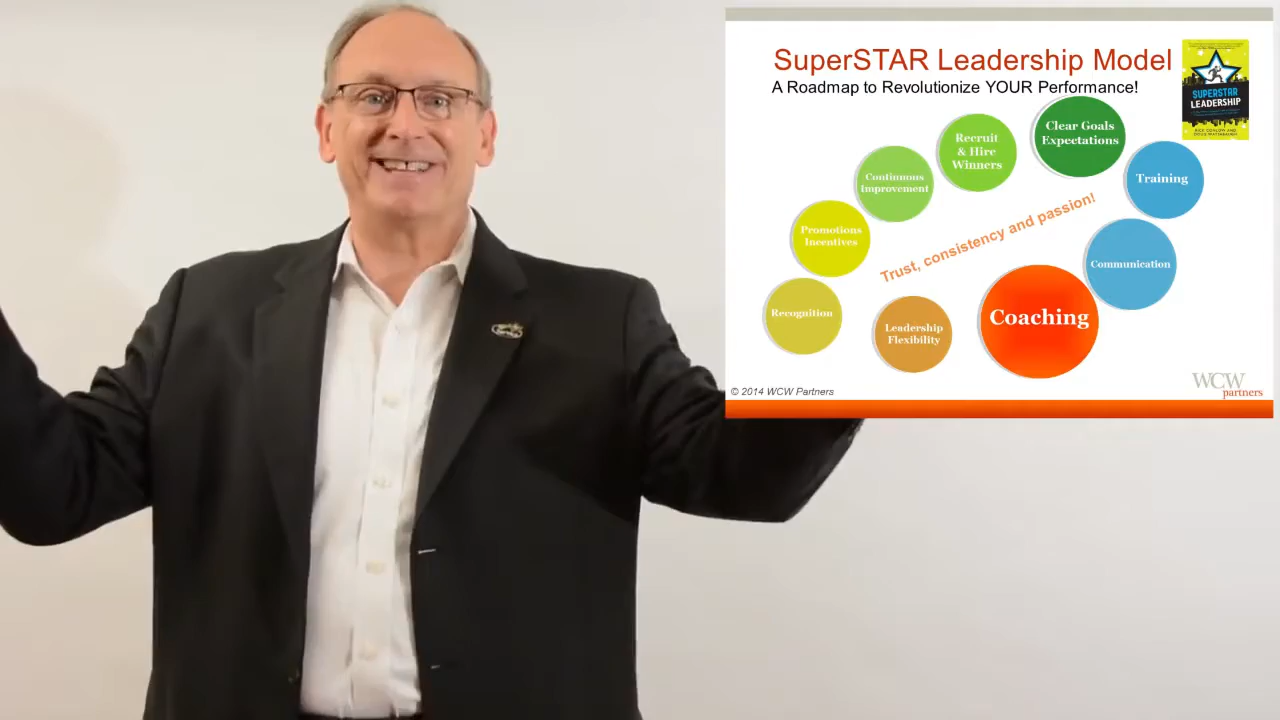 SuperSTAR Leadership Model
A Roadmap to Revolutionize YOUR Performance!
SUPERSTAR
LEADERSHIP
Clear Goals
Expectations
Recruit
& Hire
Winners
Training
Continuous
Improvement
Promotions
Incentives
Trust, consistency and passion!
Communication
Recognition
Leadership
Flexibility
Coaching
© 2014 WCW Partners
WCW
partners